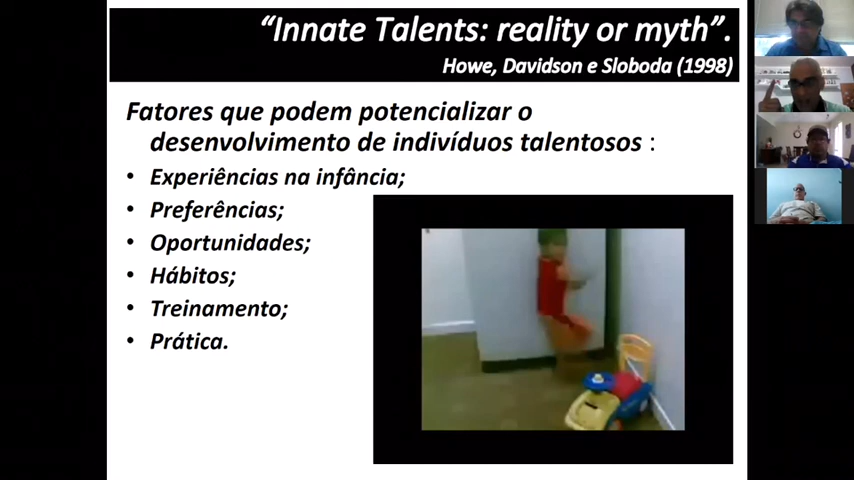 “Innate Talents: reality or myth”.
Howe, Davidson e Sloboda (1998)
Fatores que podem potencializar o
desenvolvimento de indivíduos talentosos :
• Experiências na infância;
• Preferências;
• Oportunidades;
• Hábitos;
• Treinamento;
• Prática.